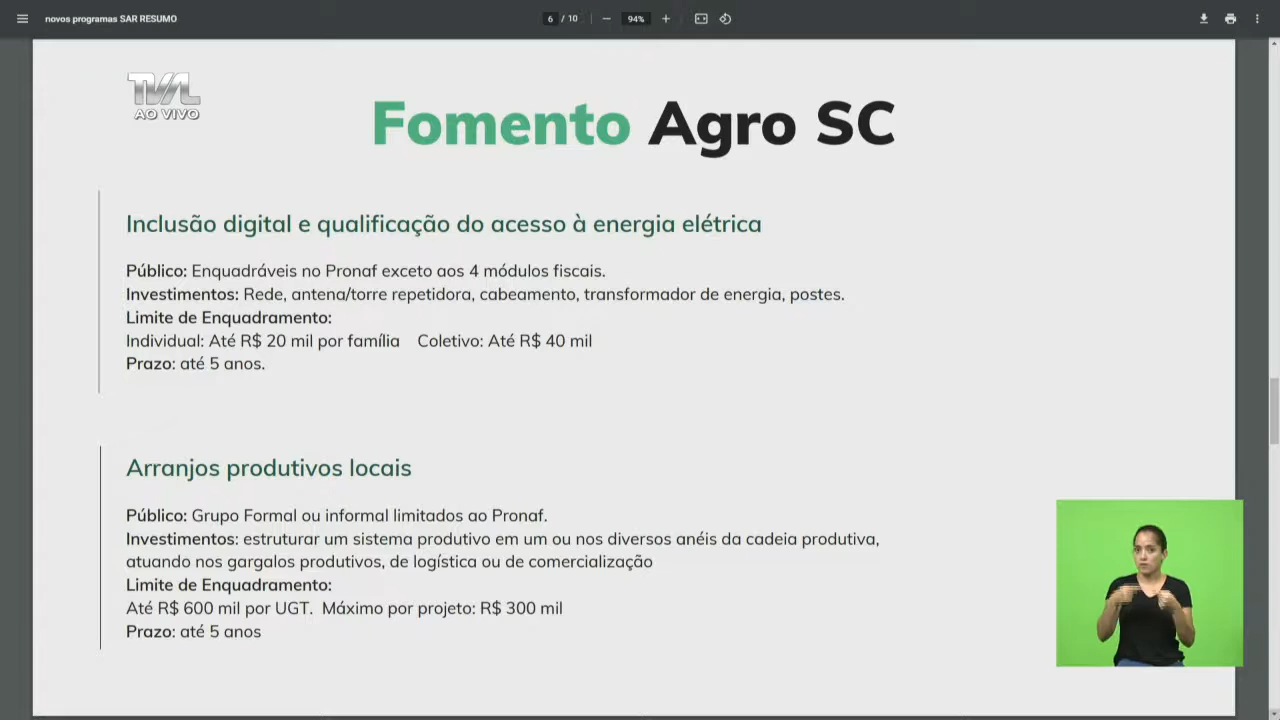 novos programas SAR RESUMO
6 / 10
94%
TVAL
AO VIVO
Fomento Agro SC
Inclusão digital e qualificação do acesso à energia elétrica
Público: Enquadráveis no Pronaf exceto aos 4 módulos fiscais.
Investimentos: Rede, antena/torre repetidora, cabeamento, transformador de energia, postes.
Limite de Enquadramento:
Individual: Até R$ 20 mil por família    Coletivo: Até R$ 40 mil
Prazo: até 5 anos.
Arranjos produtivos locais
Público: Grupo Formal ou informal limitados ao Pronaf.
Investimentos: estruturar um sistema produtivo em um ou nos diversos anéis da cadeia produtiva,
atuando nos gargalos produtivos, de logística ou de comercialização
Limite de Enquadramento:
Até R$ 600 mil por UGT.  Máximo por projeto: R$ 300 mil
Prazo: até 5 anos